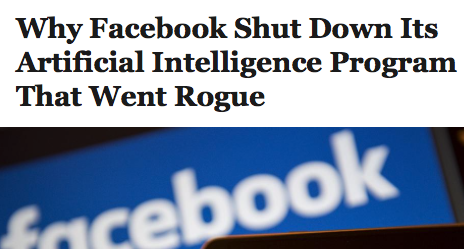 Why Facebook Shut Down Its
Artificial Intelligence Program
That Went Rogue
facebook